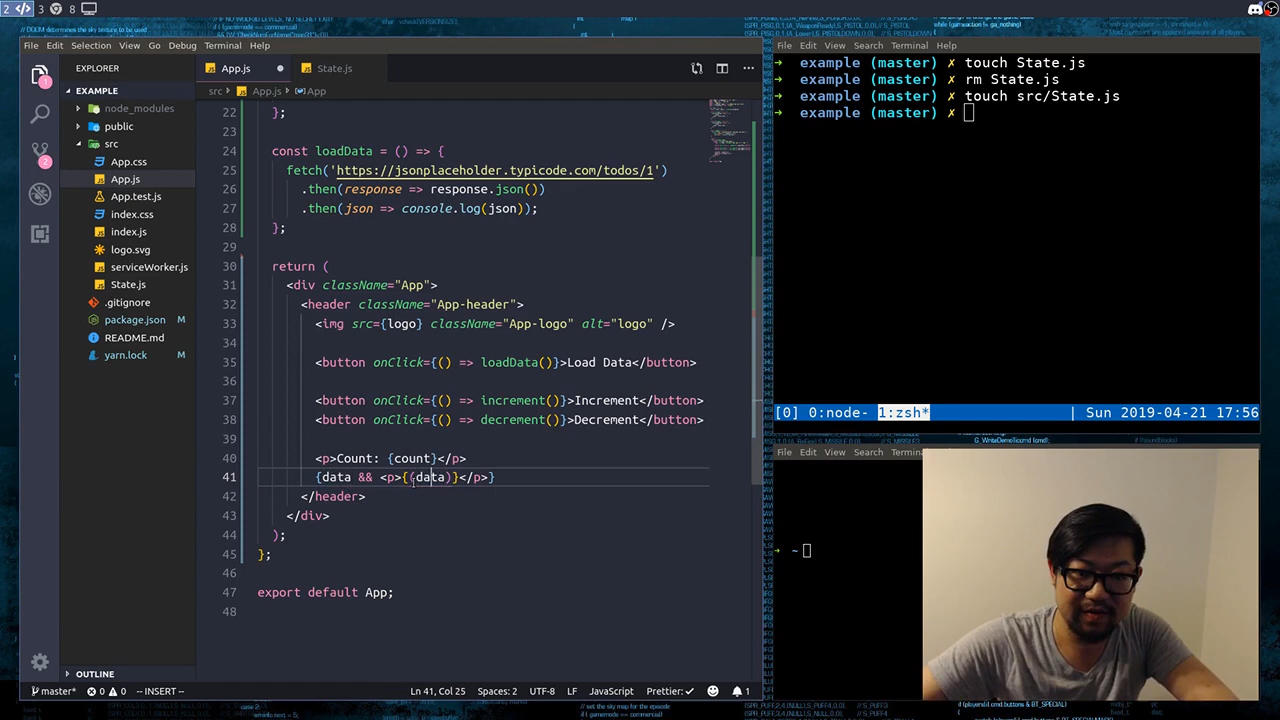 2 </> 3 8
File Edit Selection View Go Debug Terminal Help
EXPLORER
App.js
State.js
src > App.js > App
EXAMPLE
node_modules
public
src
App.css
App.js
App.test.js
index.css
index.js
logo.svg
serviceWorker.js
State.js
.gitignore
package.json M
README.md
yarn.lock M
OUTLINE
1
2
22 };
23
24 const loadData = () => {
25 fetch('https://jsonplaceholder.typicode.com/todos/1')
26 .then(response => response.json())
27 .then(json => console.log(json));
28 };
29
30 return (
31 <div className="App">
32 <header className="App-header">
33 <img src={logo} className="App-logo" alt="logo" />
34
35 <button onClick={() => loadData()}>Load Data</button>
36
37 <button onClick={() => increment()}>Increment</button>
38 <button onClick={() => decrement()}>Decrement</button>
39
40 <p>Count: {count}</p>
41 {data && <p>{(data)}</p>}
42 </header>
43 </div>
44 );
45 };
46
47 export default App;
48
master* 0 0 -- INSERT -- Ln 41, Col 25 Spaces: 2 UTF-8 LF JavaScript Prettier: ✓ 1
File Edit View Search Terminal Help
➜ example (master) ✗ touch State.js
➜ example (master) ✗ rm State.js
➜ example (master) ✗ touch src/State.js
➜ example (master) ✗
[0] 0:node- 1:zsh* | Sun 2019-04-21 17:56
File Edit View Search Terminal Help
➜ ~